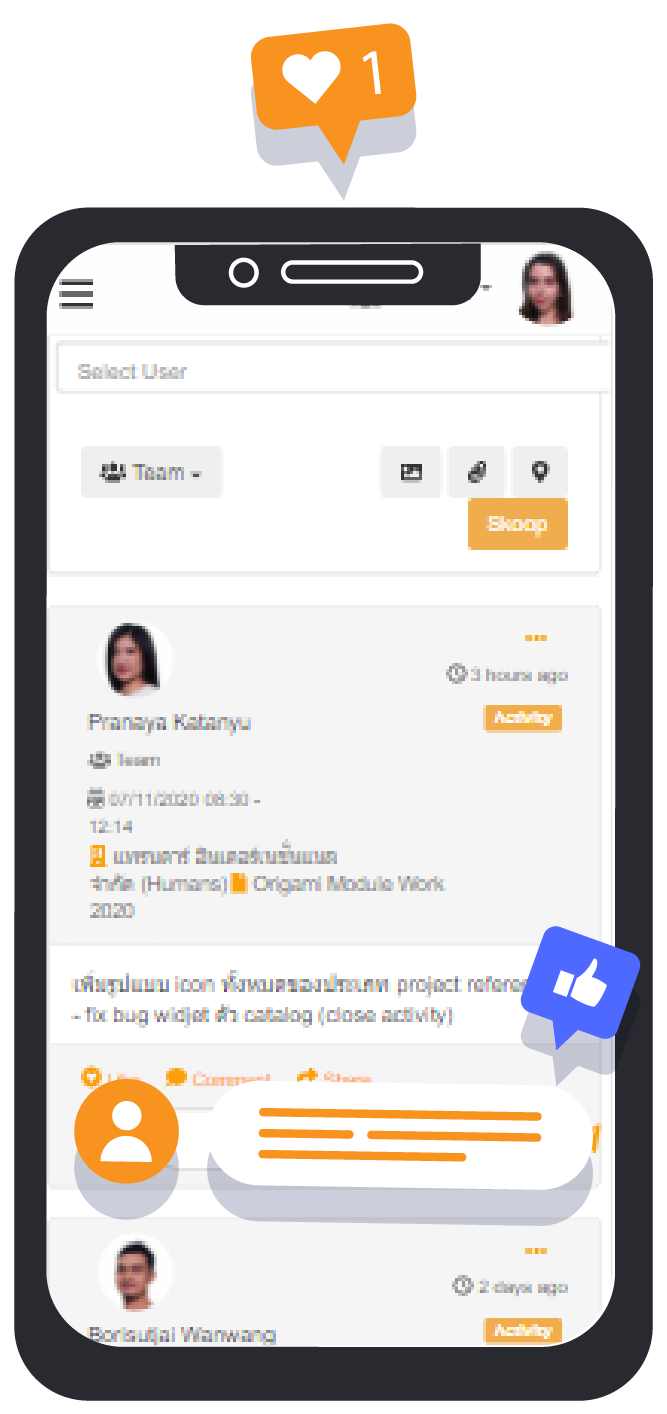 1
Select User
Team
Skoop
3 hours ago
Pranaya Katanyu
Activity
Team
07/11/2020 08:30 -
12:14
จำกัด (Humans) Origami Module Work
2020
เพิ่มรูปแบบ icon ทั้งหมดของประเภท project
- fix bug widjet ตัว catalog (close activity)
Like Comment Share
2 days ago
Borisutjai Wanwang
Activity